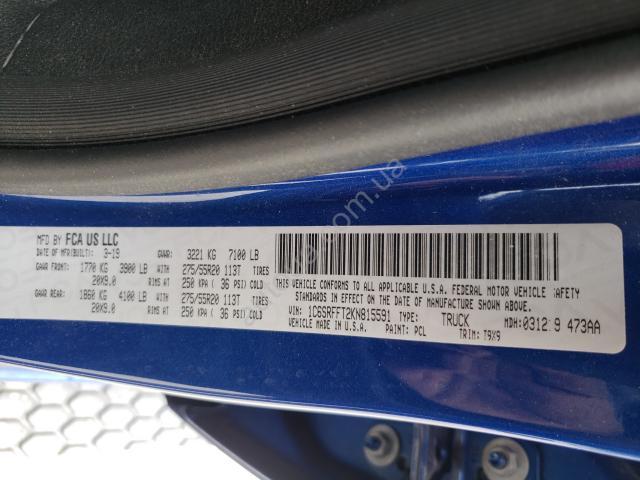 MFD BY FCA US LLC
DATE OF MFR(BUILT): 3-19 GVWR: 3221 KG 7100 LB
GAWR FRONT: 1770 KG 3900 LB WITH 275/55R20 113T TIRES
20X9.0 RIMS AT 250 KPA ( 36 PSI) COLD
GAWR REAR: 1860 KG 4100 LB WITH 275/55R20 113T TIRES
20X9.0 RIMS AT 250 KPA ( 36 PSI) COLD
THIS VEHICLE CONFORMS TO ALL APPLICABLE U.S.A. FEDERAL MOTOR VEHICLE SAFETY
STANDARDS IN EFFECT ON THE DATE OF MANUFACTURE SHOWN ABOVE.
VIN: 1C6SRFFT2KN815591 TYPE: TRUCK MDH: 473AA
VEHICLE MADE IN U.S.A. PAINT: PCL TRIM: T9X9